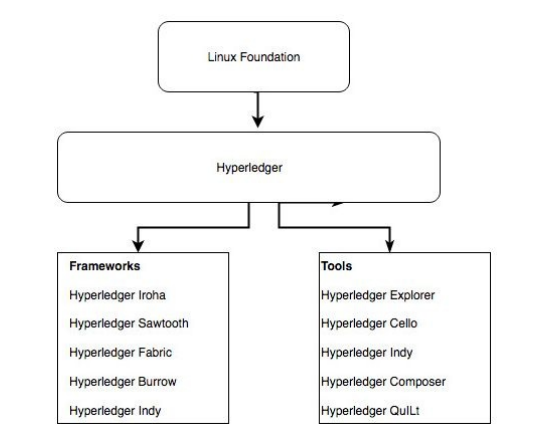 Linux Foundation
Hyperledger
Frameworks
Hyperledger Iroha
Hyperledger Sawtooth
Hyperledger Fabric
Hyperledger Burrow
Hyperledger Indy
Tools
Hyperledger Explorer
Hyperledger Cello
Hyperledger Indy
Hyperledger Composer
Hyperledger QuILt